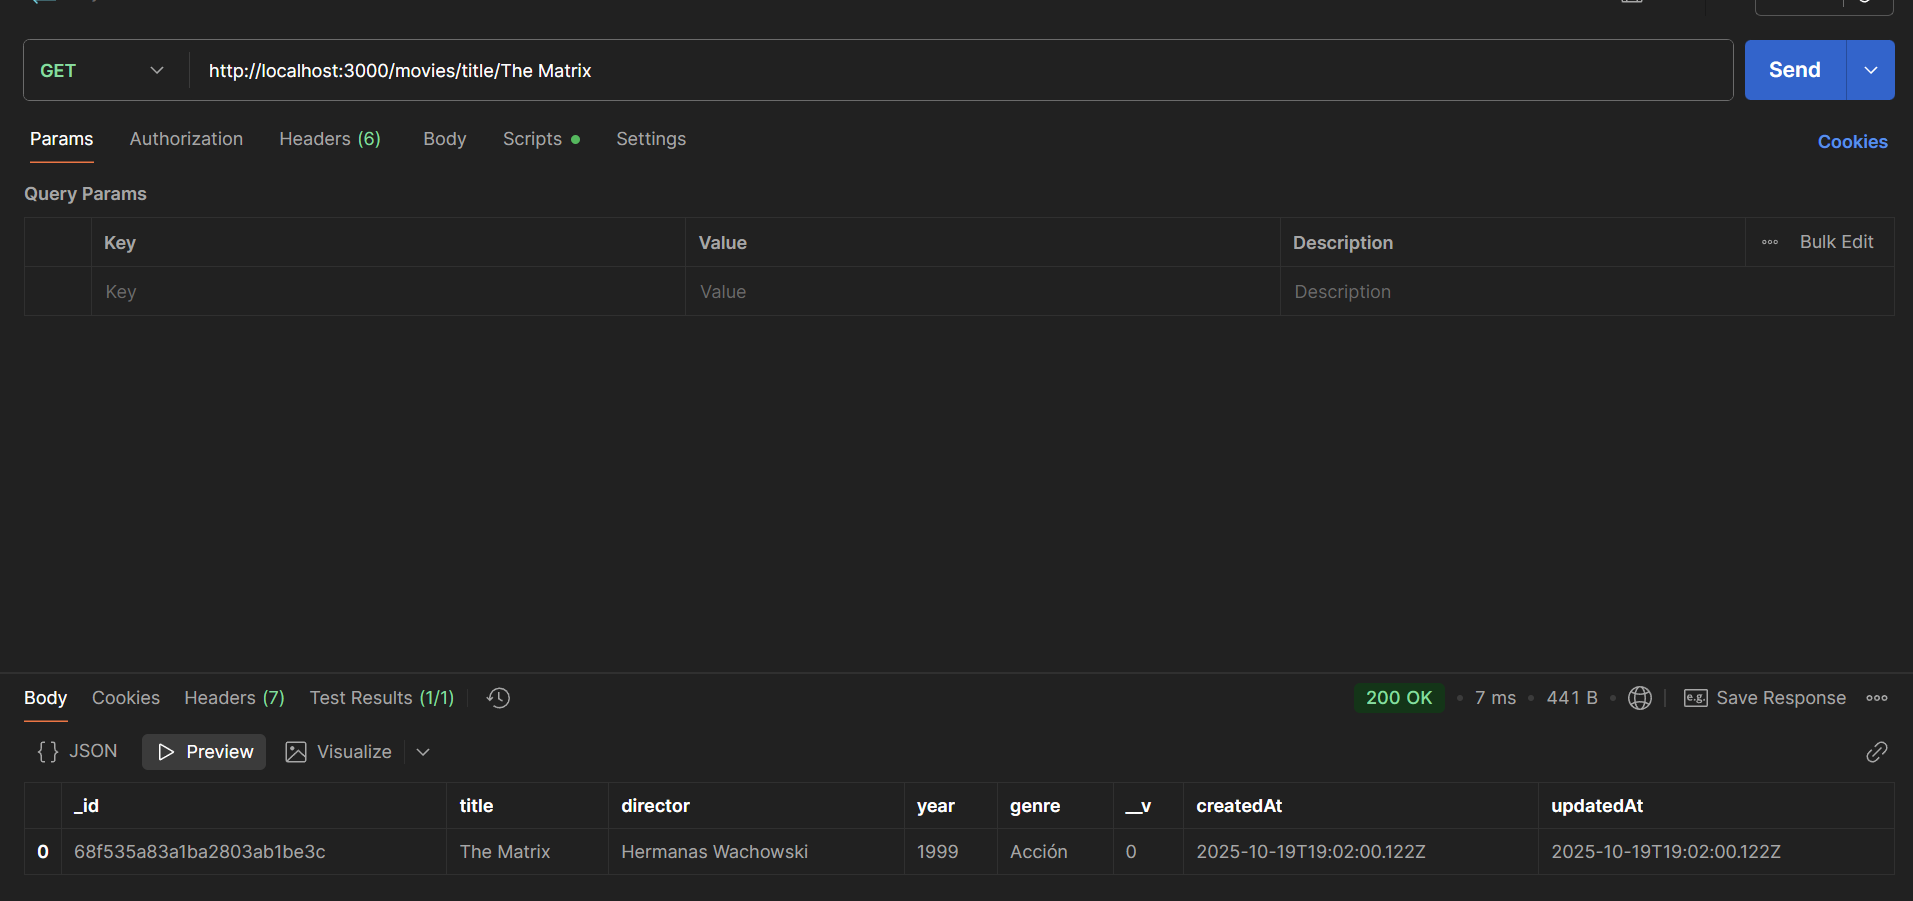 GET http://localhost:3000/movies/title/The Matrix Send
Params Authorization Headers (6) Body Scripts Settings Cookies
Query Params
Key Value Description Bulk Edit
Key Value Description
Body Cookies Headers (7) Test Results (1/1) 200 OK • 7 ms • 441 B • e.g. Save Response
{} JSON Preview Visualize
_id title director year genre __v createdAt updatedAt
0 68f535a83a1ba2803ab1be3c The Matrix Hermanas Wachowski 1999 Acción 0 2025-10-19T19:02:00.122Z 2025-10-19T19:02:00.122Z